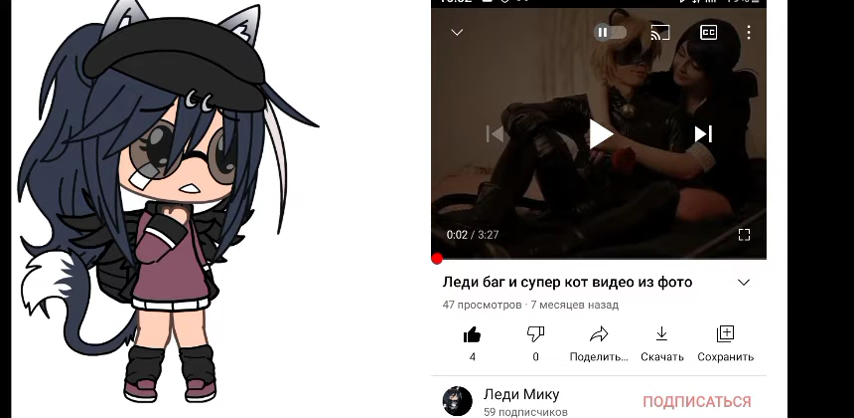 CC
0:02 / 3:27
Леди баг и супер кот видео из фото
47 просмотров · 7 месяцев назад
4 0 Поделить... Скачать Сохранить
Леди Мику ПОДПИСАТЬСЯ
59 подписчиков